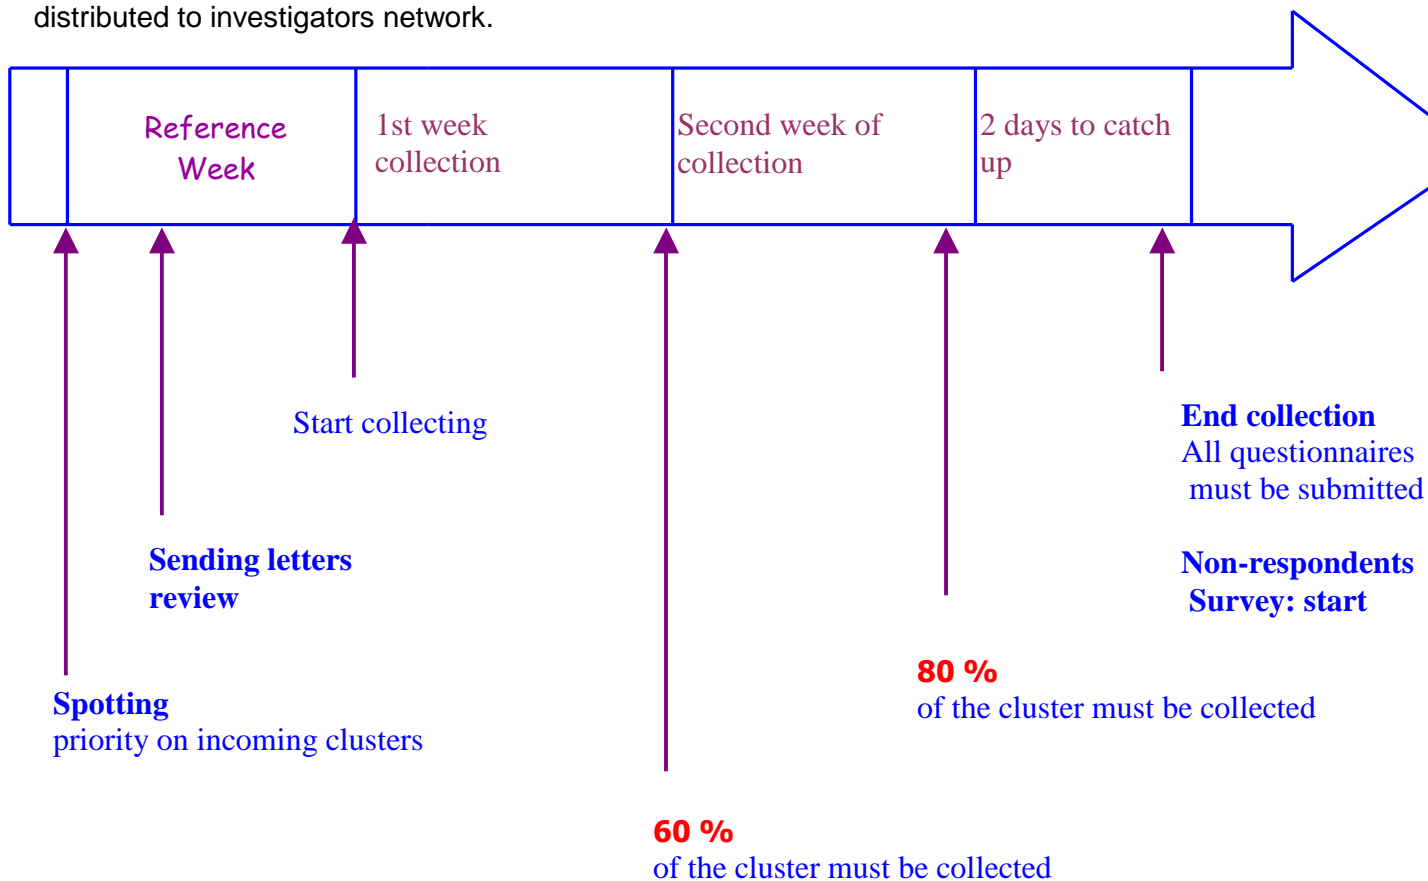 distributed to investigators network.
Reference
Week
1st week
collection
Second week of
collection
2 days to catch
up
Start collecting
End collection
All questionnaires
must be submitted
Sending letters
review
Non-respondents
Survey: start
80 %
of the cluster must be collected
Spotting
priority on incoming clusters
60 %
of the cluster must be collected